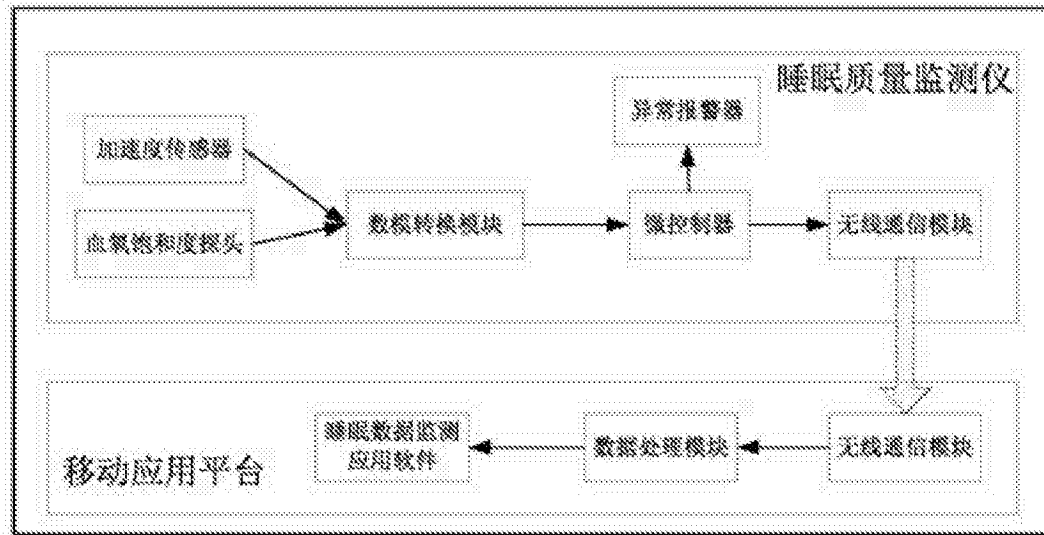 睡眠质量监测仪
异常报警器
加速度传感器
血氧饱和度探头
数模转换模块
微控制器
无线通信模块
移动应用平台
睡眠数据监测
应用软件
数据处理模块
无线通信模块